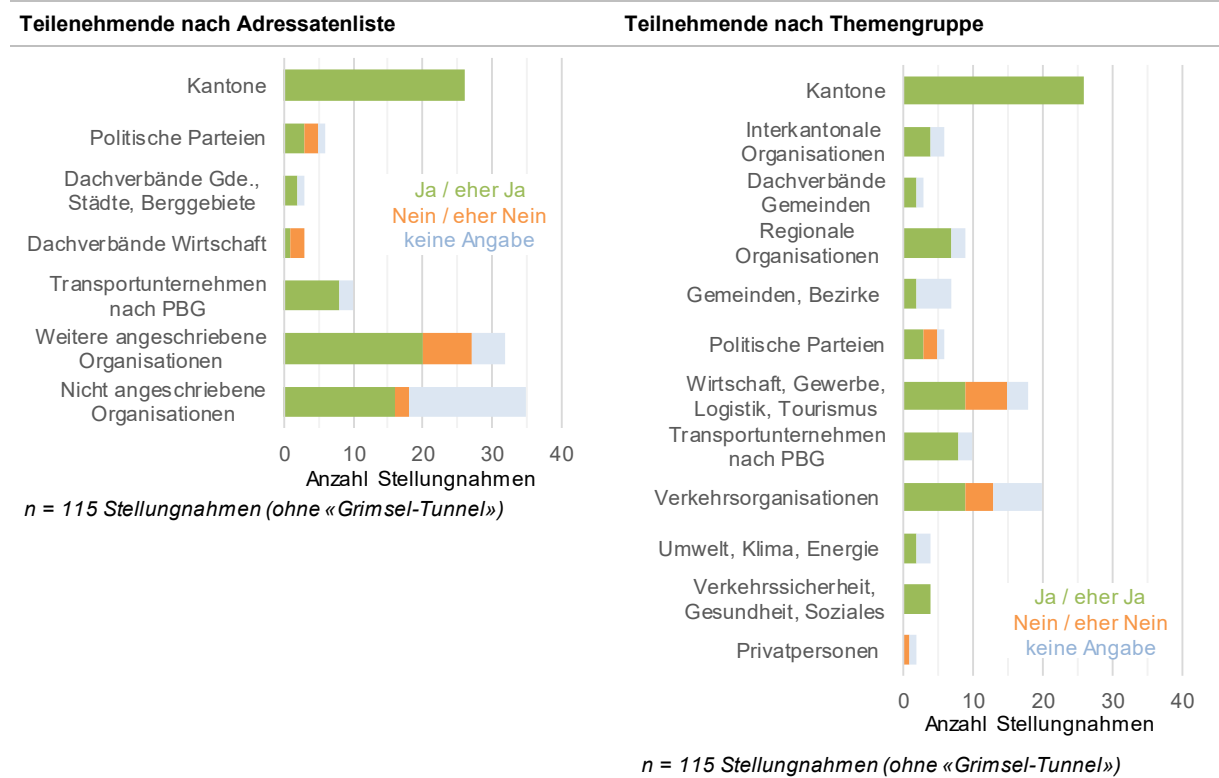 Teilenehmende nach Adressatenliste
Kantone
Politische Parteien
Dachverbände Gde.,
Städte, Berggebiete
Dachverbände Wirtschaft
Transportunternehmen
nach PBG
Weitere angeschriebene
Organisationen
Nicht angeschriebene
Organisationen
Ja / eher Ja
Nein / eher Nein
keine Angabe
0 10 20 30 40
Anzahl Stellungnahmen
n = 115 Stellungnahmen (ohne «Grimsel-Tunnel»)
Teilnehmende nach Themengruppe
Kantone
Interkantonale
Organisationen
Dachverbände
Gemeinden
Regionale
Organisationen
Gemeinden, Bezirke
Politische Parteien
Wirtschaft, Gewerbe,
Logistik, Tourismus
Transportunternehmen
nach PBG
Verkehrsorganisationen
Umwelt, Klima, Energie
Verkehrssicherheit,
Gesundheit, Soziales
Privatpersonen
Ja / eher Ja
Nein / eher Nein
keine Angabe
0 10 20 30 40
Anzahl Stellungnahmen
n = 115 Stellungnahmen (ohne «Grimsel-Tunnel»)